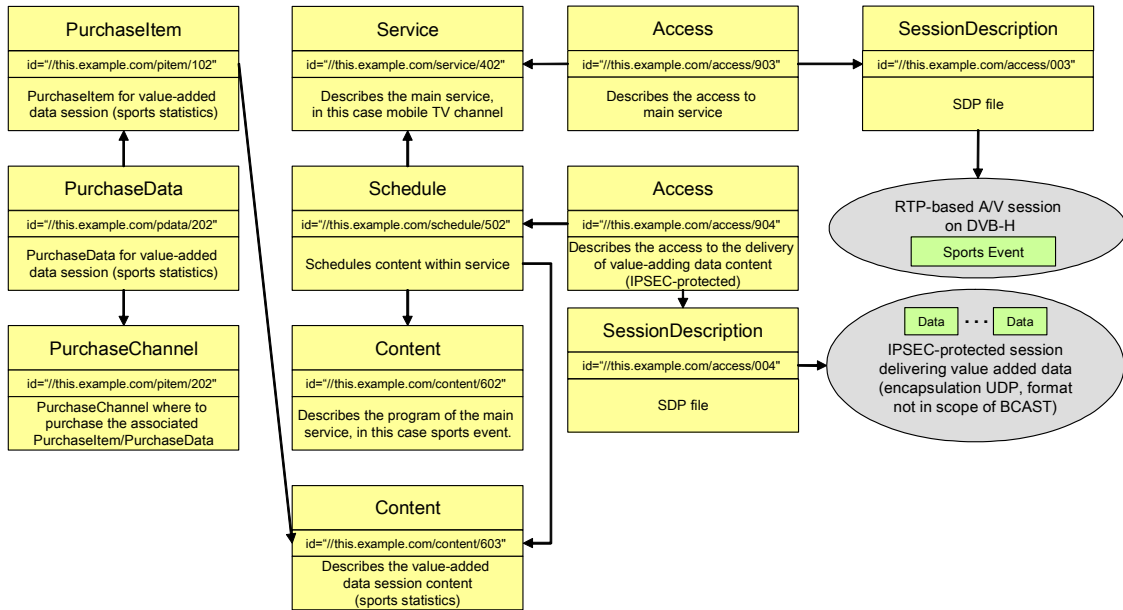 PurchaseItem
id="//this.example.com/pitem/102"
PurchaseItem for value-added
data session (sports statistics)
Service
id="//this.example.com/service/402"
Describes the main service,
in this case mobile TV channel
Access
id="//this.example.com/access/903"
Describes the access to
main service
SessionDescription
id="//this.example.com/access/003"
SDP file
PurchaseData
id="//this.example.com/pdata/202"
PurchaseData for value-added
data session (sports statistics)
Schedule
id="//this.example.com/schedule/502"
Schedules content within service
Access
id="//this.example.com/access/904"
Describes the access to the delivery
of value-adding data content
(IPSEC-protected)
RTP-based A/V session
on DVB-H
Sports Event
PurchaseChannel
id="//this.example.com/pitem/202"
PurchaseChannel where to
purchase the associated
PurchaseItem/PurchaseData
Content
id="//this.example.com/content/602"
Describes the program of the main
service, in this case sports event.
SessionDescription
id="//this.example.com/access/004"
SDP file
Data ... Data
IPSEC-protected session
delivering value added data
(encapsulation UDP, format
not in scope of BCAST)
Content
id="//this.example.com/content/603"
Describes the value-added
data session content
(sports statistics)